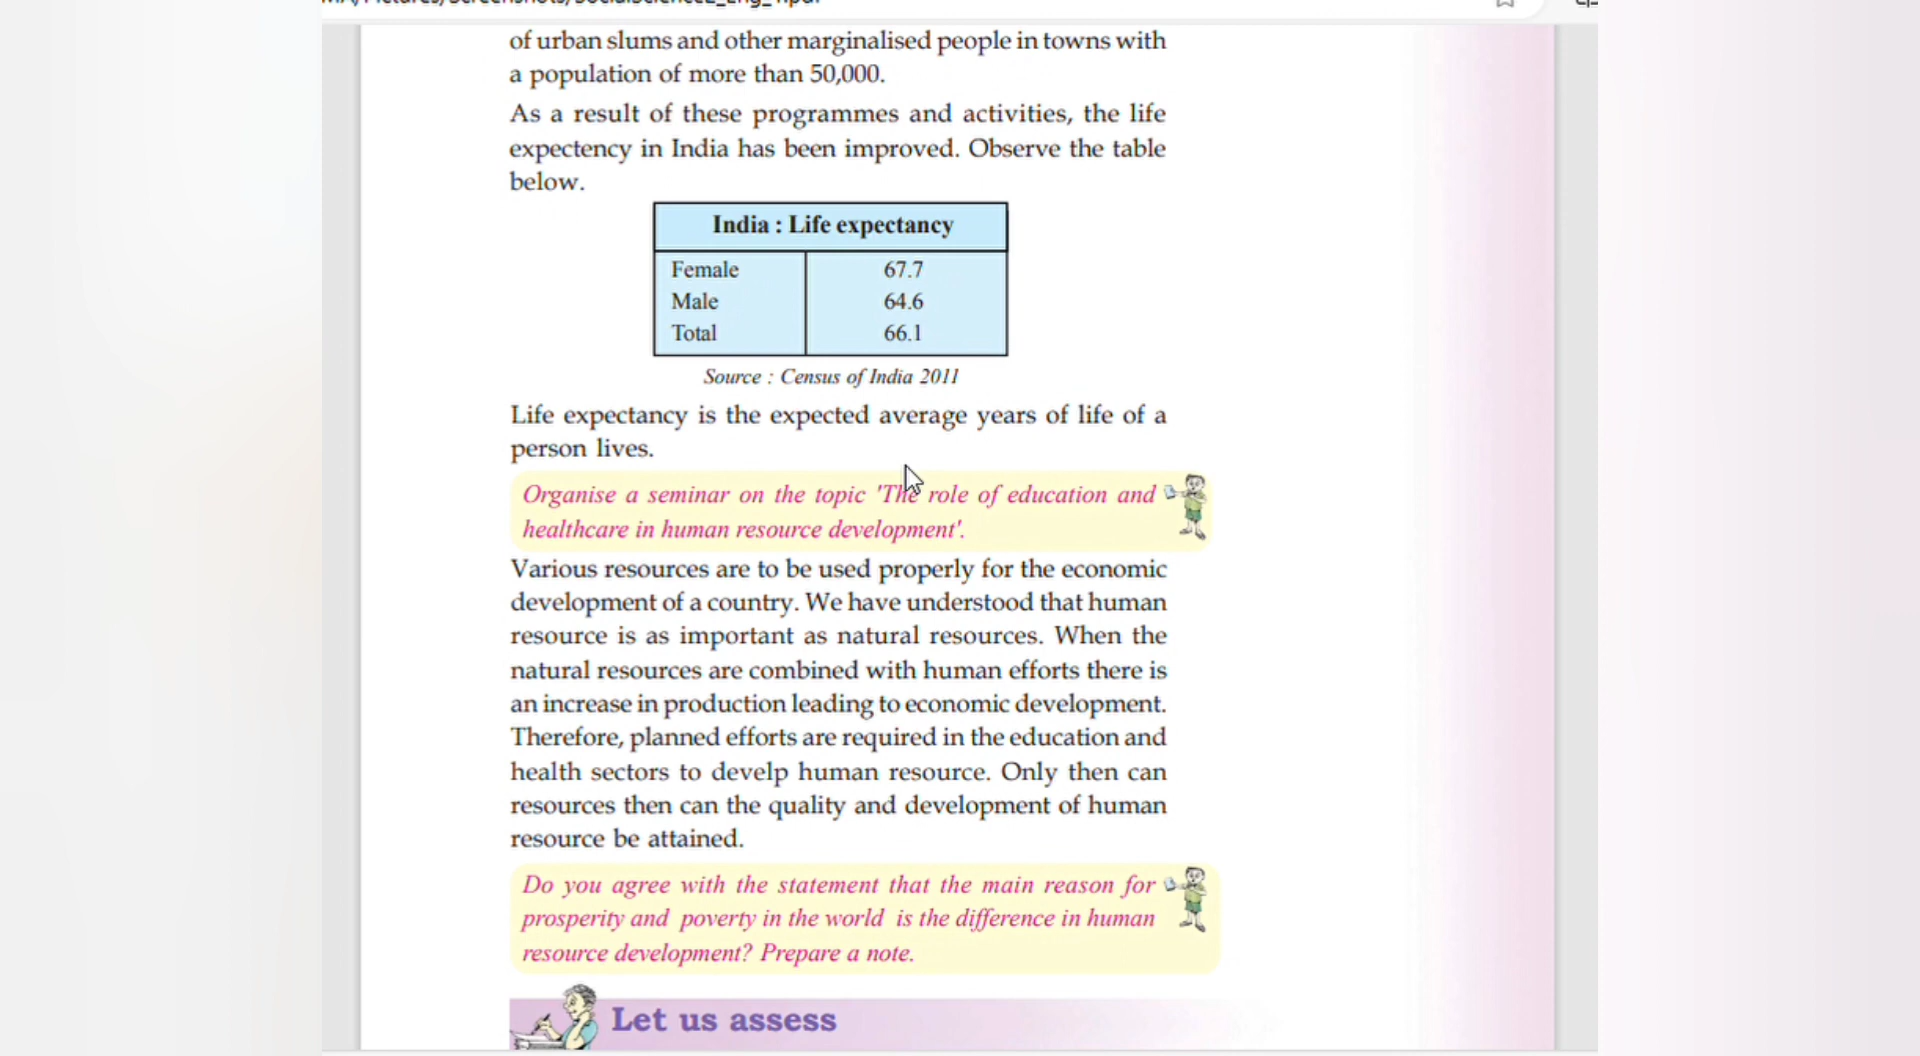 of urban slums and other marginalised people in towns with
a population of more than 50,000.
As a result of these programmes and activities, the life
expectency in India has been improved. Observe the table
below.
India : Life expectancy
Female 67.7
Male 64.6
Total 66.1
Source : Census of India 2011
Life expectancy is the expected average years of life of a
person lives.
Organise a seminar on the topic 'The role of education and
healthcare in human resource development'.
Various resources are to be used properly for the economic
development of a country. We have understood that human
resource is as important as natural resources. When the
natural resources are combined with human efforts there is
an increase in production leading to economic development.
Therefore, planned efforts are required in the education and
health sectors to develp human resource. Only then can
resources then can the quality and development of human
resource be attained.
Do you agree with the statement that the main reason for
prosperity and poverty in the world is the difference in human
resource development? Prepare a note.
Let us assess